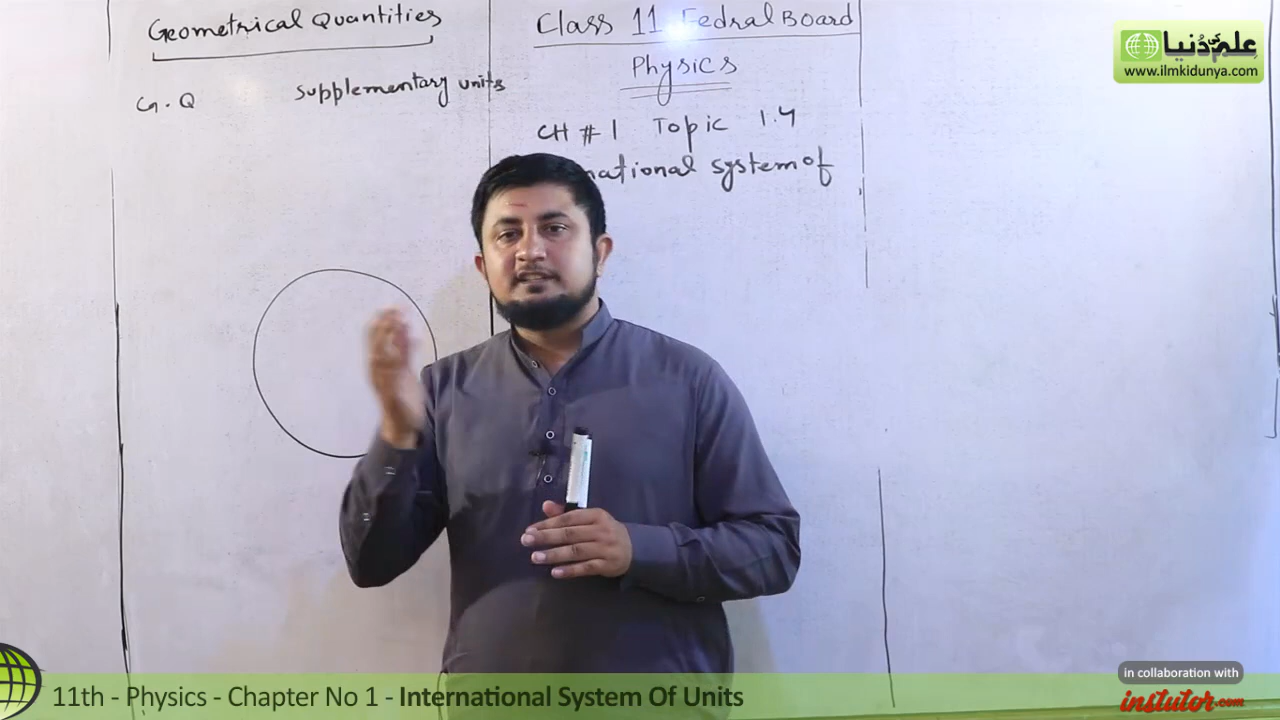 Geometrical Quantities
G.Q
supplementary units
Class 11 Fedral Board
Physics
CH # 1 Topic 1.4
national system of
علم کی دنیا
www.ilmkidunya.com
11th - Physics - Chapter No 1 - International System Of Units
in collaboration with
instutor.com